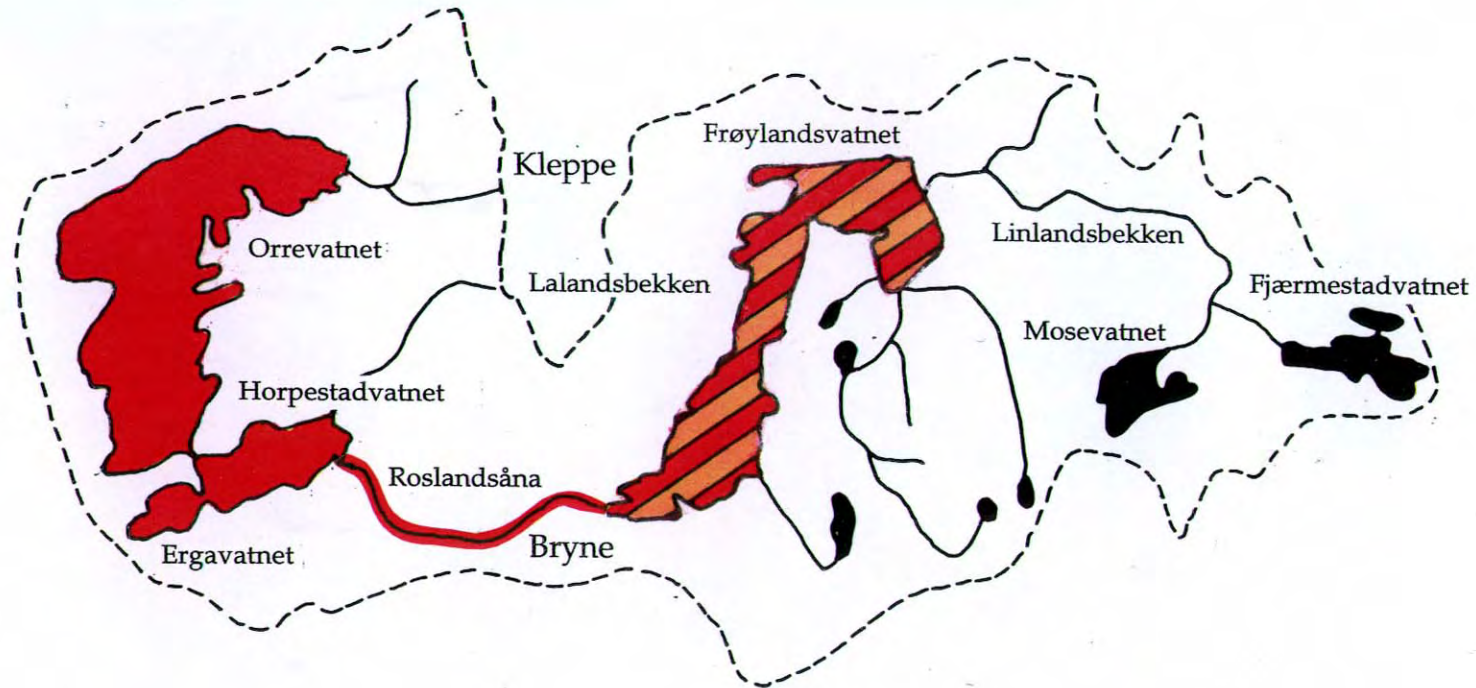 Frøylandsvatnet
Kleppe
Orrevatnet
Linlandsbekken
Lalandsbekken
Fjærmestadvatnet
Mosevatnet
Horpestadvatnet
Roslandsåna
Bryne
Ergavatnet